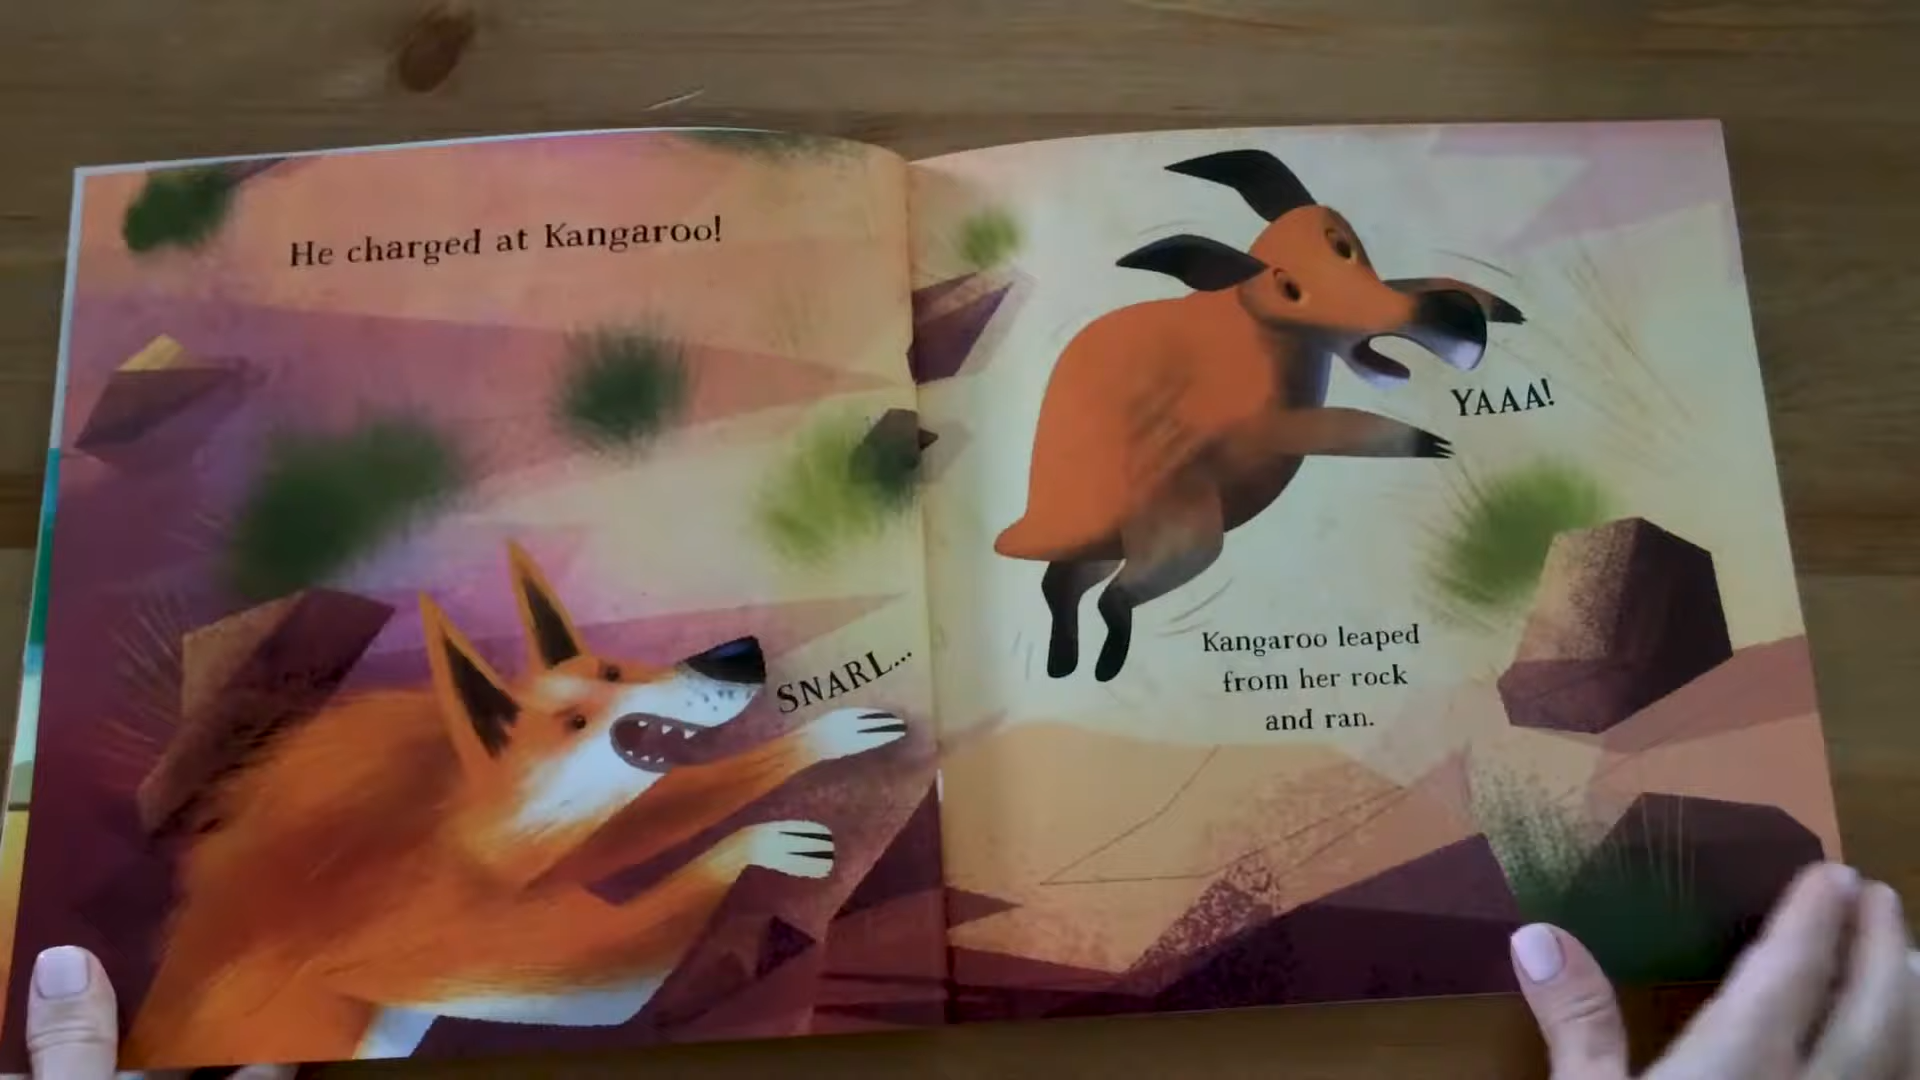 He charged at Kangaroo!
SNARL...
YAAA!
Kangaroo leaped
from her rock
and ran.